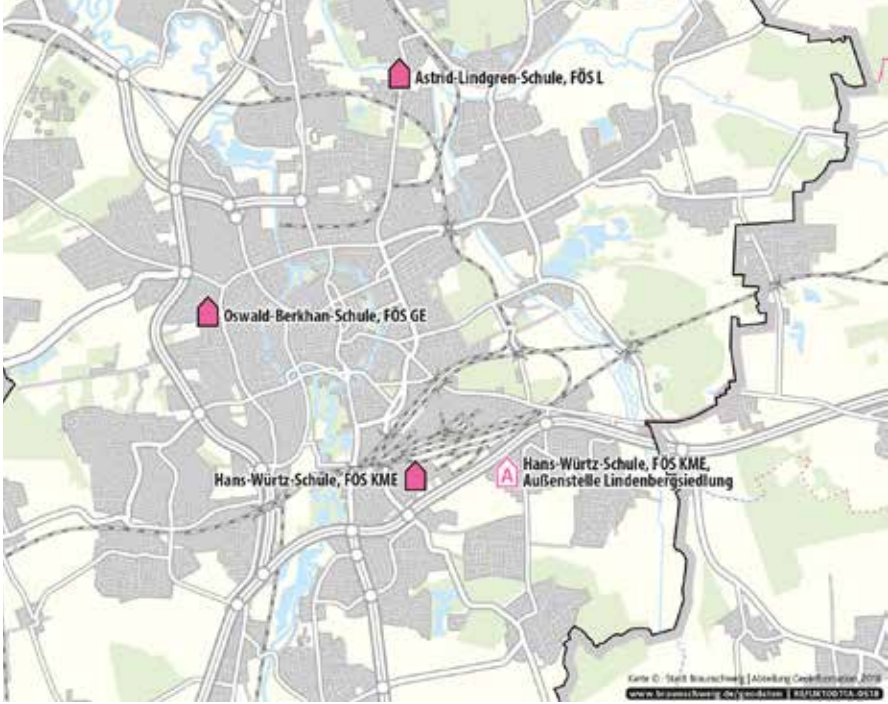 Astrid-Lindgren-Schule, FÖS L
Oswald-Berkhan-Schule, FÖS GE
Hans-Würtz-Schule, FÖS KME
A
Hans-Würtz-Schule, FÖS KME,
Außenstelle Lindenbergsiedlung
Karte ©: Stadt Braunschweig | Abteilung Geoinformation, 2018
www.braunschweig.de/geodaten |